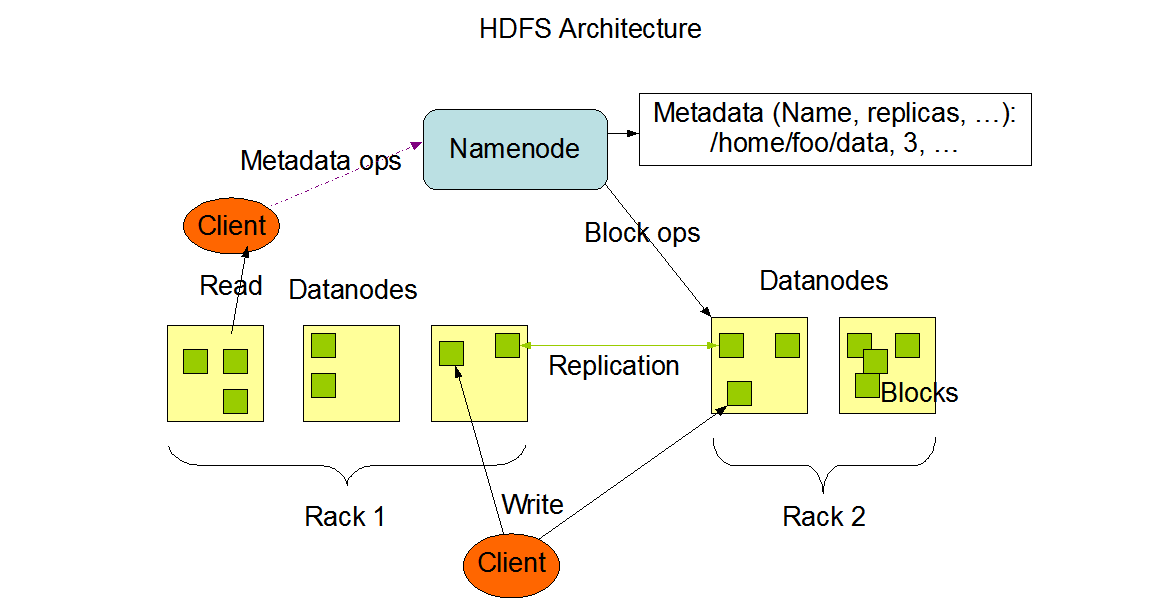 HDFS Architecture
Metadata (Name, replicas, …):
/home/foo/data, 3, …
Namenode
Metadata ops
Client
Block ops
Read
Datanodes
Datanodes
Replication
Blocks
Write
Rack 1
Rack 2
Client